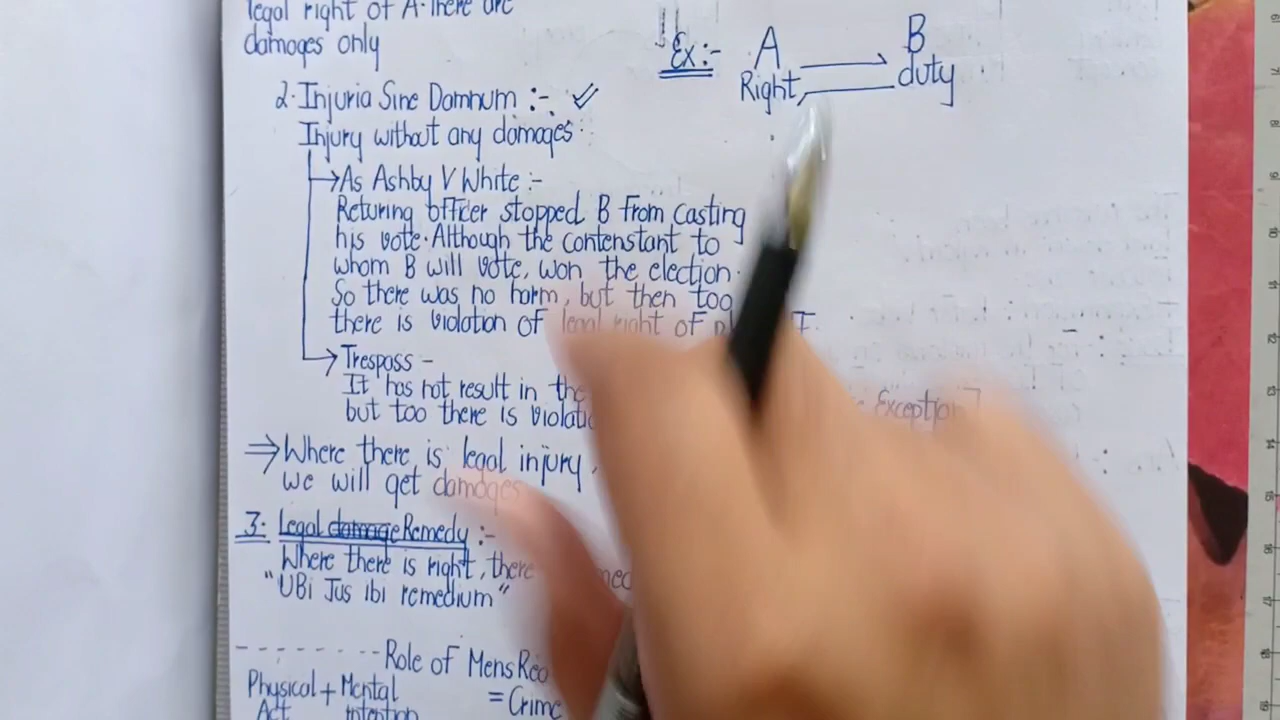 legal right of A. There are
damages only
2. Injuria Sine Damnum :-
Injury without any damages
As Ashby V White :-
Returing officer stopped B from casting
his vote. Although the contenstant to
whom B will vote, won the election.
So there was no harm, but then too
there is violation of legal right of
Trespass -
It has not result in the
but too there is
Where there is legal injury,
we will get damages
3. Legal damage Remedy :-
Where there is right, there
"UBi Jus ibi remedium"
Role of Mens Rea
Physical + Mental
Act intention
= Crime
Ex :- A B
Right duty
Exception